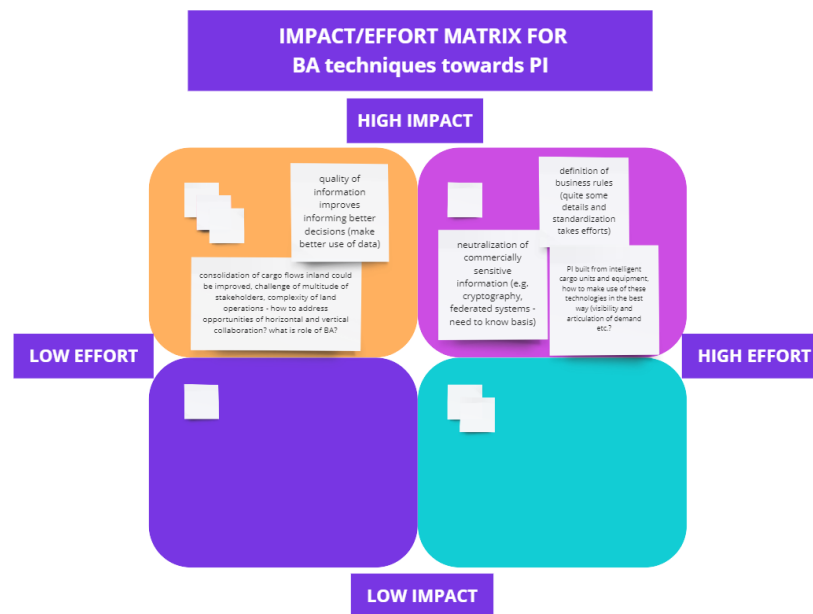 IMPACT/EFFORT MATRIX FOR
BA techniques towards PI
HIGH IMPACT
quality of
information
improves
informing better
decisions (make
better use of data)
consolidation of cargo flows inland could
be improved, challenge of multitude of
stakeholders, complexity of land
operations - how to address
opportunities of horizontal and vertical
collaboration? what is role of BA?
definition of
business rules
(quite some
details and
standardization
takes efforts)
neutralization of
commercially
sensitive
information (e.g.
cryptography,
federated systems -
need to know basis)
PI built from intelligent
cargo units and equipment,
how to make use of these
technologies in the best
way (visibility and
articulation of demand
etc.?
LOW EFFORT
HIGH EFFORT
LOW IMPACT